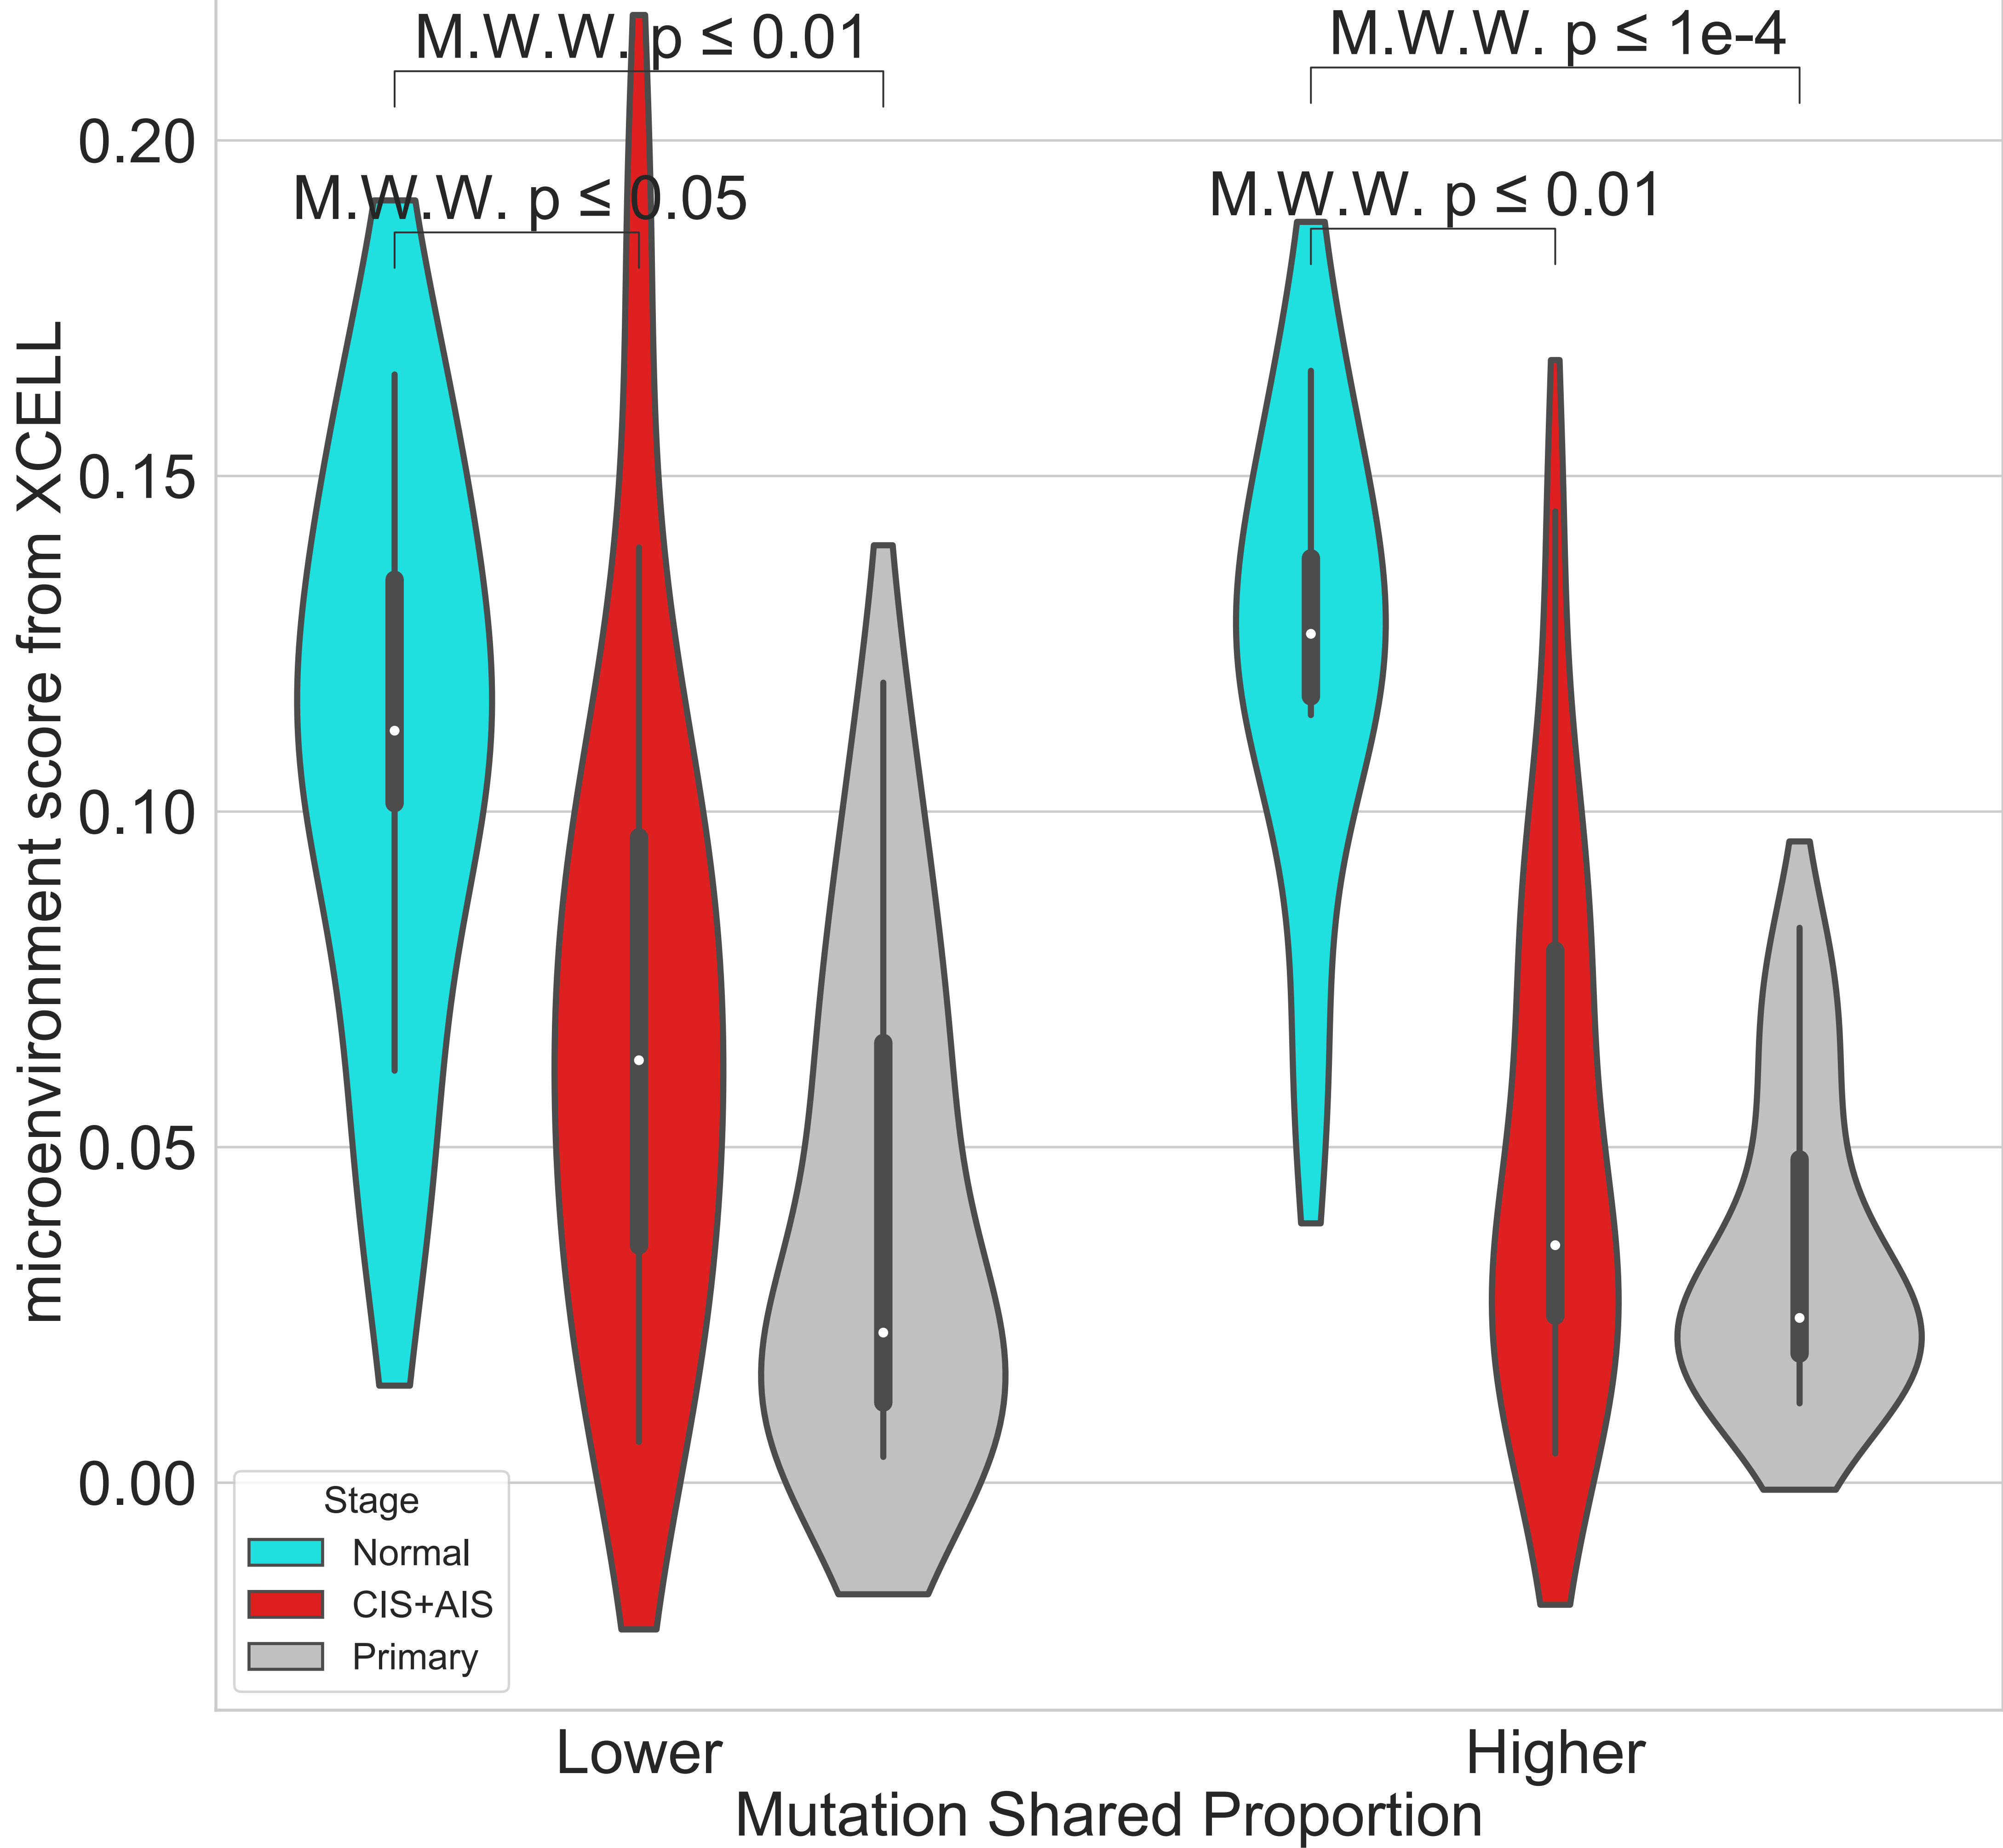 M.W.W. p ≤ 0.01
M.W.W. p ≤ 1e-4
M.W.W. p ≤ 0.05
M.W.W. p ≤ 0.01
microenvironment score from XCELL
0.20
0.15
0.10
0.05
0.00
Stage
Normal
CIS+AIS
Primary
Lower
Higher
Mutation Shared Proportion